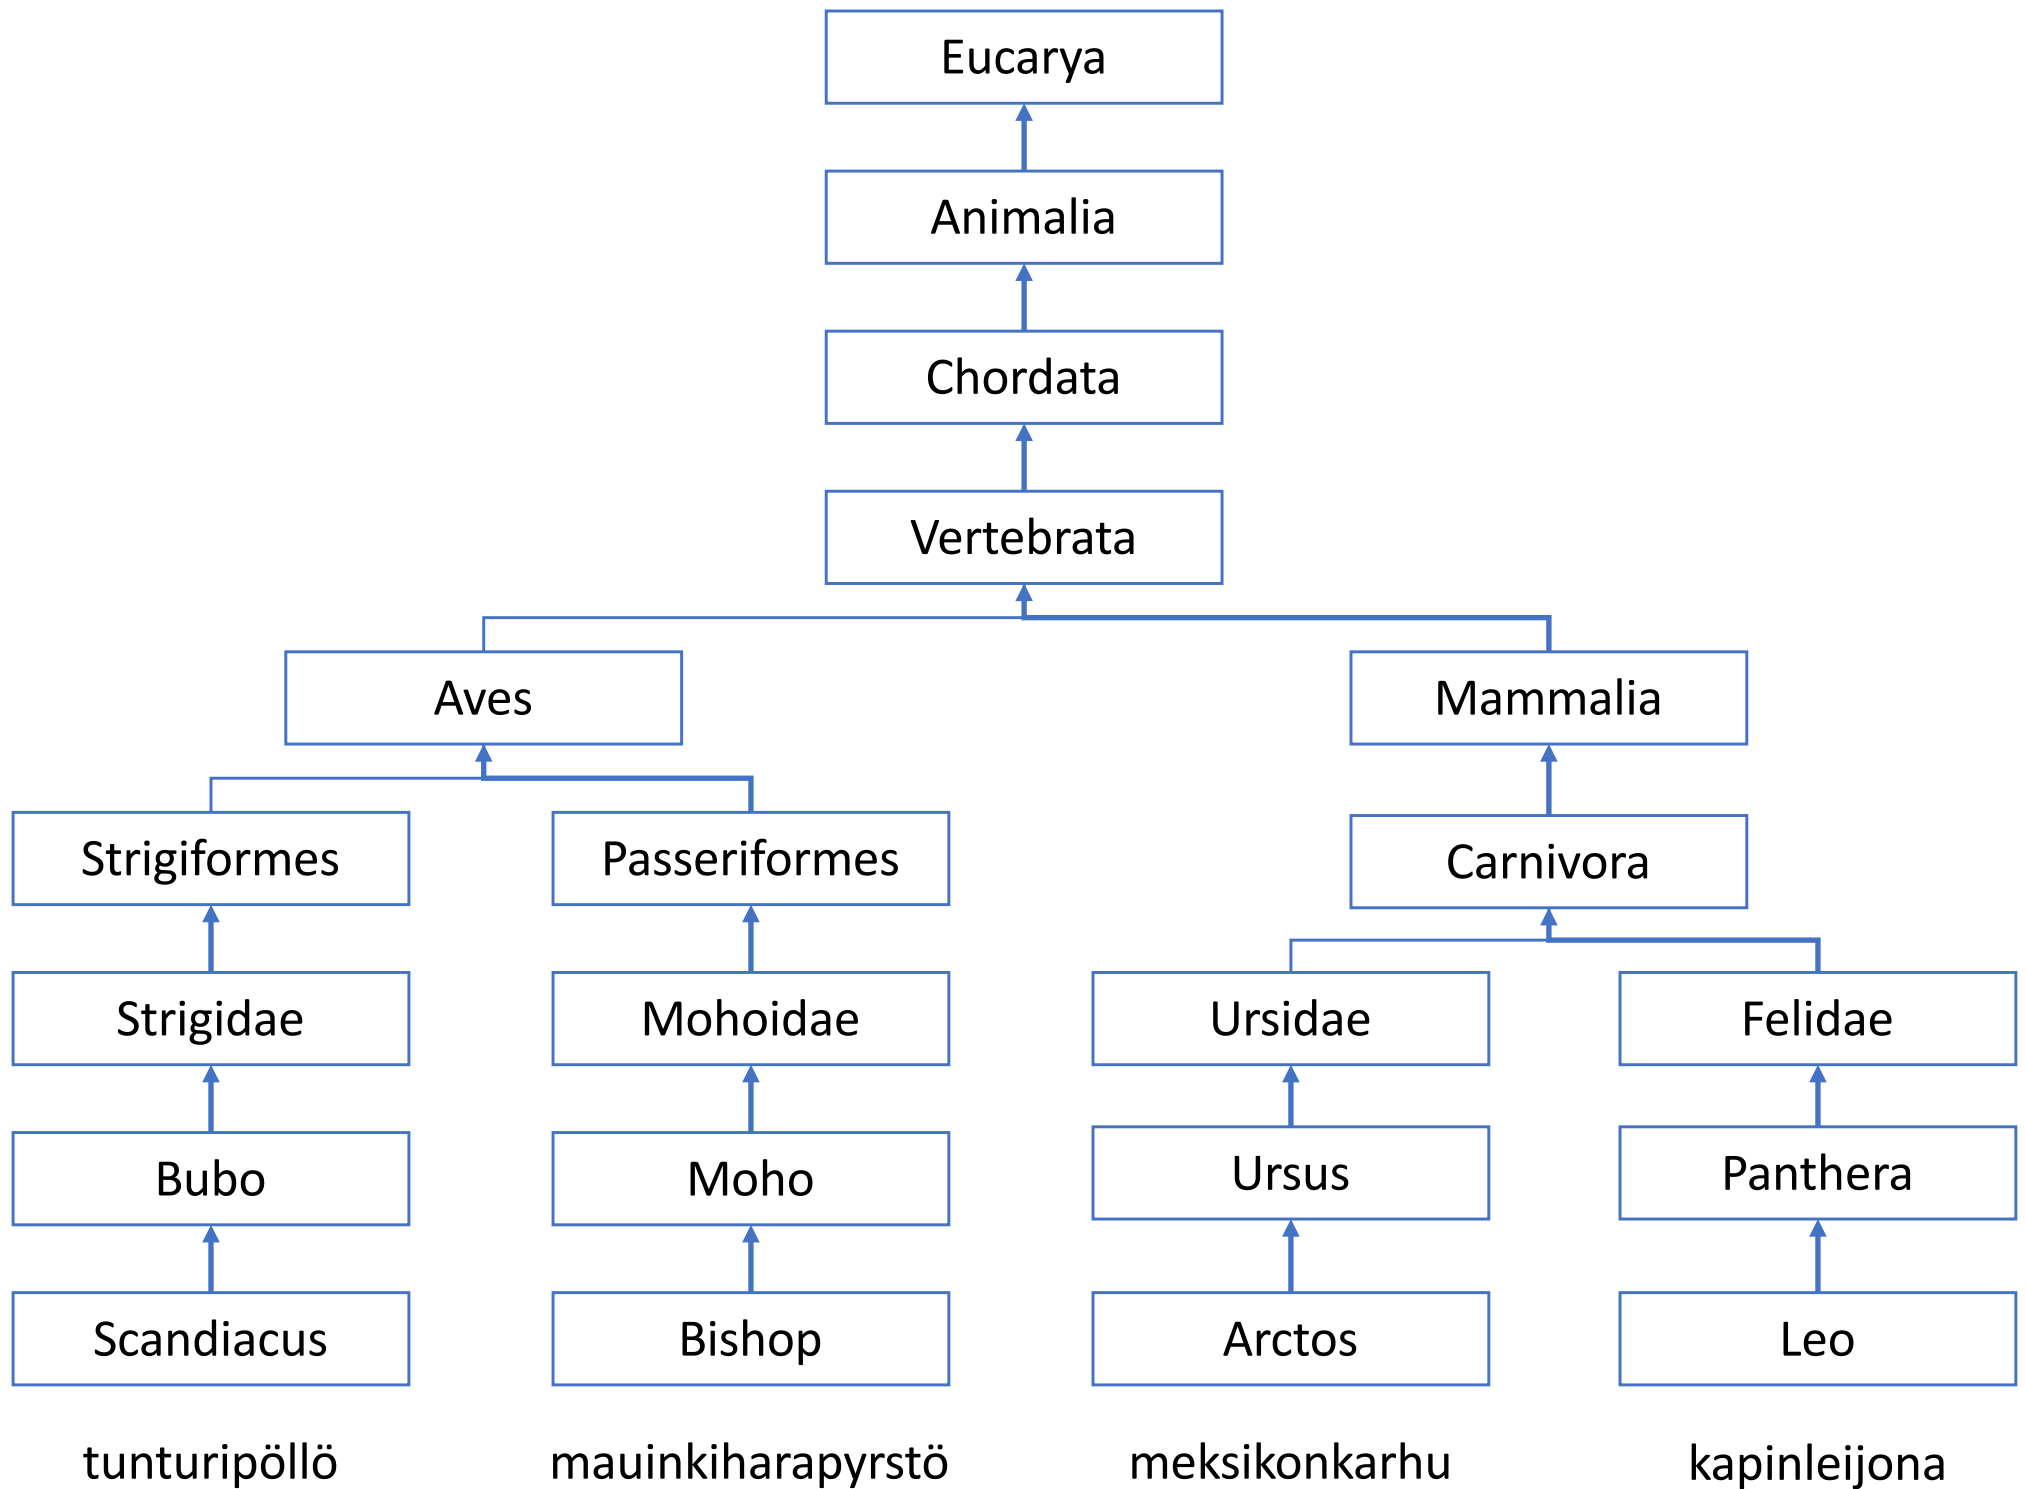 Eucarya
Animalia
Chordata
Vertebrata
Aves
Mammalia
Strigiformes
Passeriformes
Carnivora
Strigidae
Mohoidae
Ursidae
Felidae
Bubo
Moho
Ursus
Panthera
Scandiacus
Bishop
Arctos
Leo
tunturipöllö
mauinkiharapyrstö
meksikonkarhu
kapinleijona